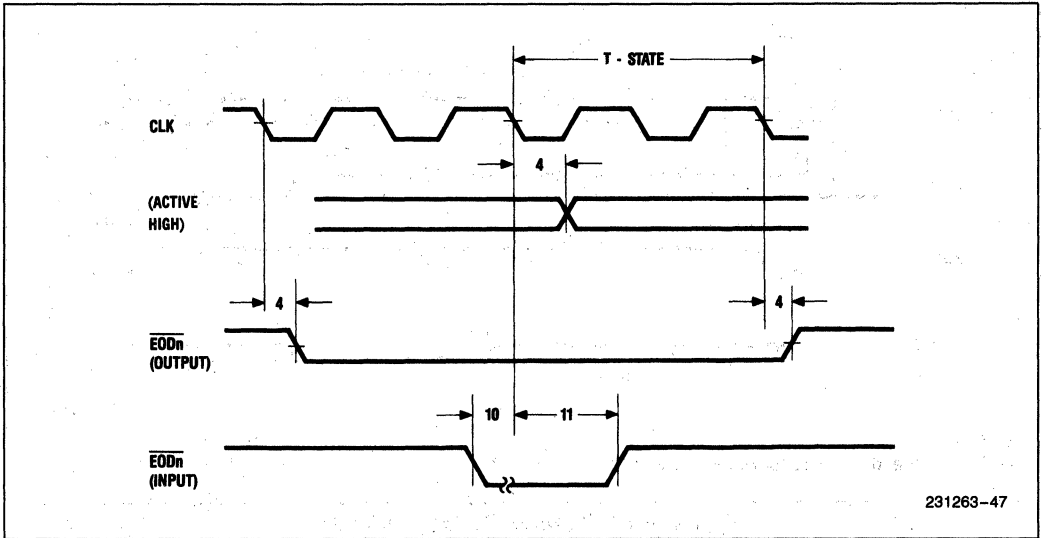 T - STATE
CLK
4
(ACTIVE
HIGH)
4
4
EODn
(OUTPUT)
10
11
EODn
(INPUT)
231263-47